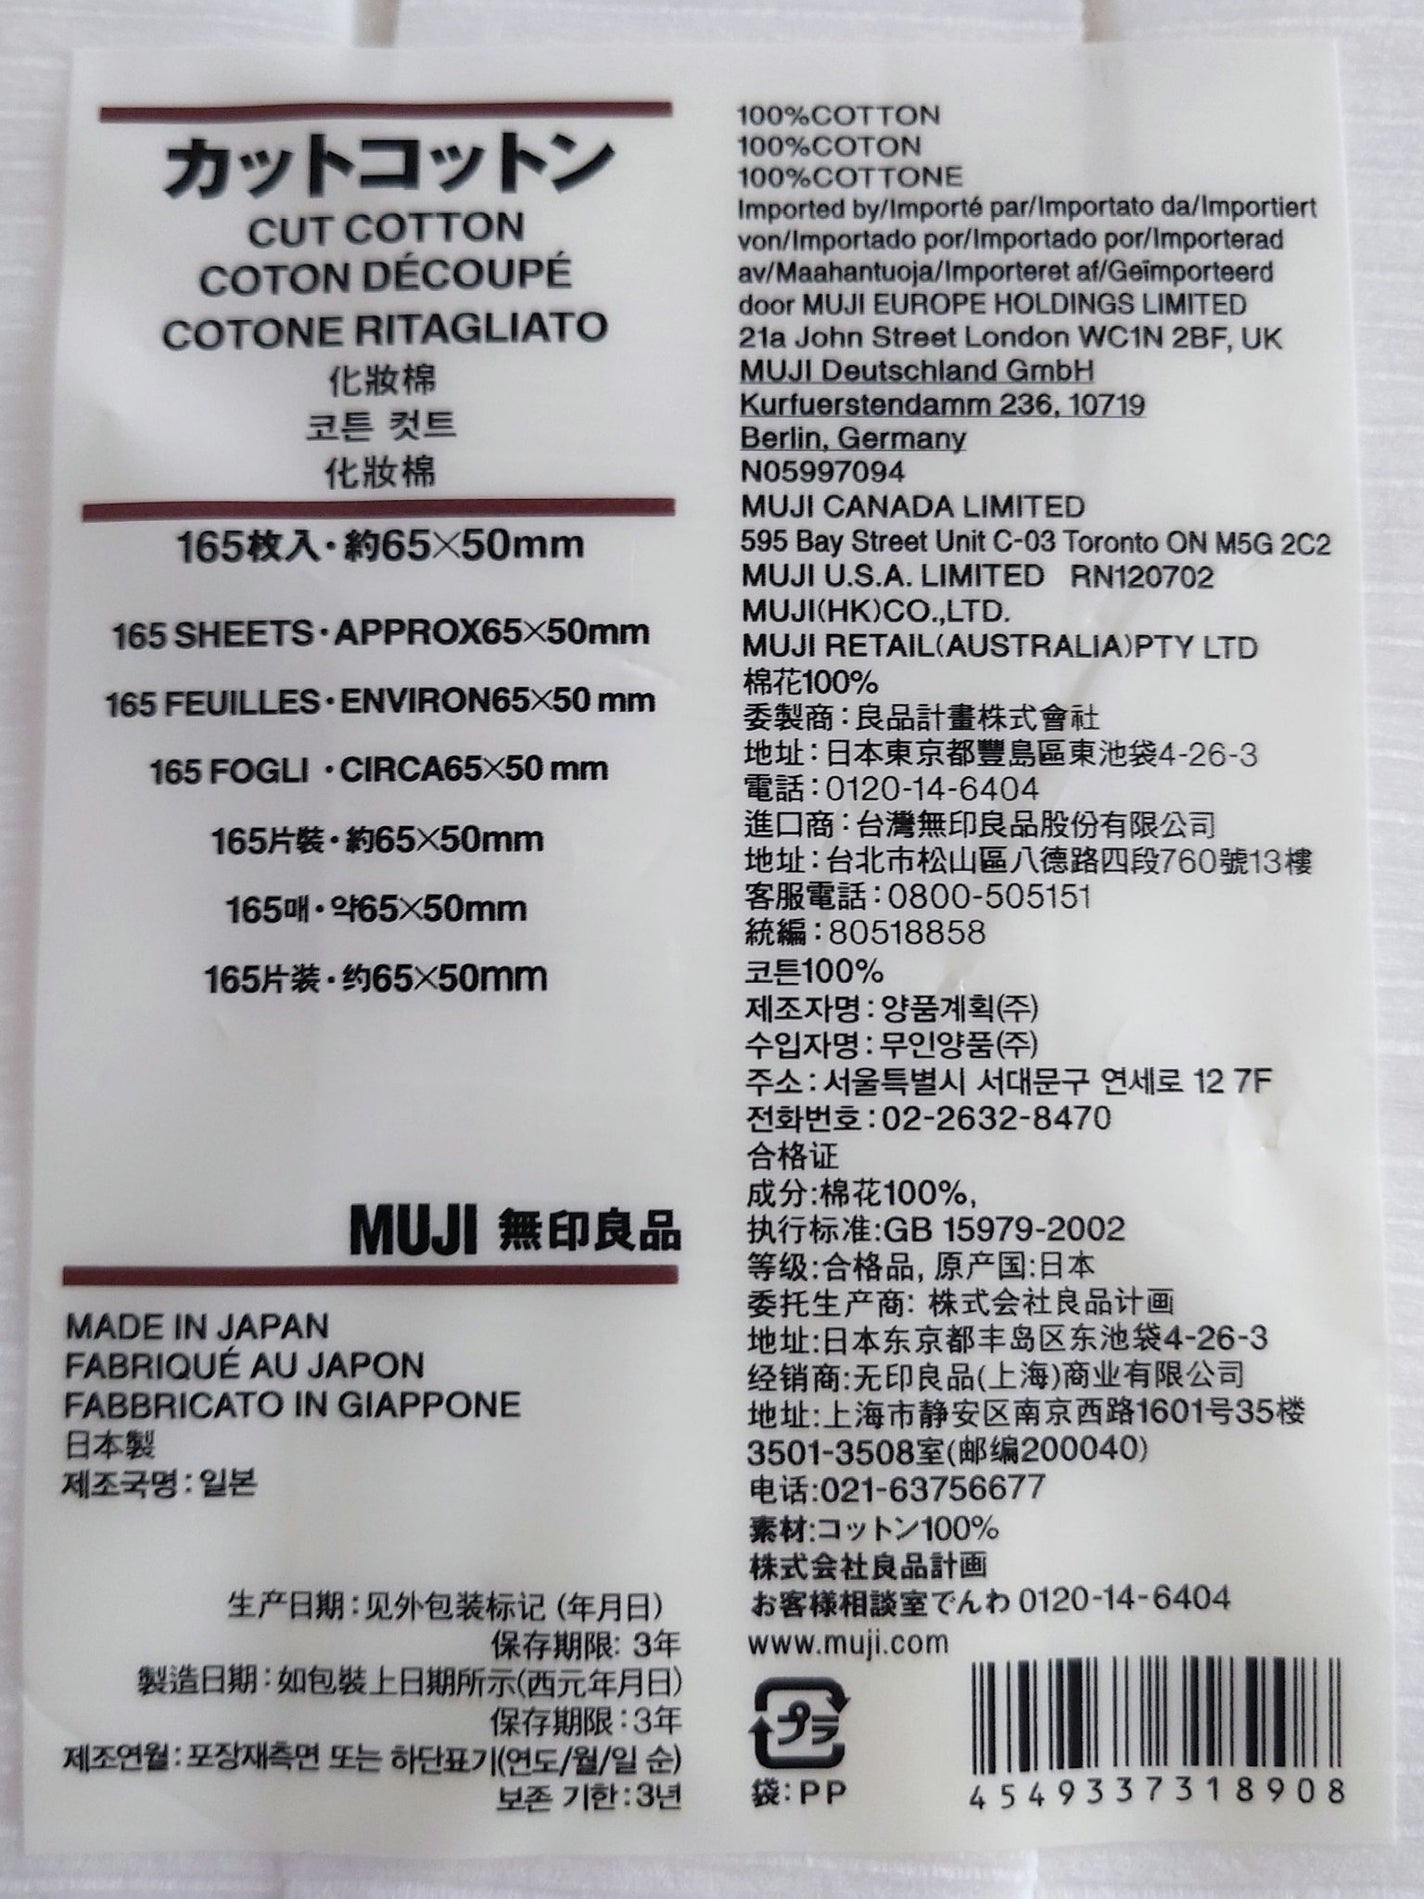 カットコットン
CUT COTTON
COTON DÉCOUPÉ
COTONE RITAGLIATO
化妝棉
코튼 컷트
化妝棉
165枚入・約65×50mm
165 SHEETS・APPROX65×50mm
165 FEUILLES・ENVIRON65×50 mm
165 FOGLI ・CIRCA65×50 mm
165片裝・約65×50mm
165매・약65×50mm
165片装・约65×50mm
MUJI 無印良品
MADE IN JAPAN
FABRIQUÉ AU JAPON
FABBRICATO IN GIAPPONE
日本製
제조국명:일본
生产日期:见外包装标记 (年月日)
保存期限: 3年
製造日期:如包裝上日期所示(西元年月日)
保存期限:3年
제조연월:포장재측면 또는 하단표기(연도/월/일 순)
보존 기한:3년
100%COTTON
100%COTON
100%COTTONE
Imported by/Importé par/Importato da/Importiert
von/Importado por/Importado por/Importerad
av/Maahantuoja/Importeret af/Geïmporteerd
door MUJI EUROPE HOLDINGS LIMITED
21a John Street London WC1N 2BF, UK
MUJI Deutschland GmbH
Kurfuerstendamm 236, 10719
Berlin, Germany
N05997094
MUJI CANADA LIMITED
595 Bay Street Unit C-03 Toronto ON M5G 2C2
MUJI U.S.A. LIMITED RN120702
MUJI(HK)CO.,LTD.
MUJI RETAIL(AUSTRALIA)PTY LTD
棉花100%
委製商:良品計畫株式會社
地址:日本東京都豐島區東池袋4-26-3
電話:0120-14-6404
進口商:台灣無印良品股份有限公司
地址:台北市松山區八德路四段760號13樓
客服電話:0800-505151
統編:80518858
코튼100%
제조자명:양품계획(주)
수입자명:무인양품(주)
주소:서울특별시 서대문구 연세로 12 7F
전화번호:02-2632-8470
合格证
成分:棉花100%,
执行标准:GB 15979-2002
等级:合格品, 原产国:日本
委托生产商: 株式会社良品计画
地址:日本东京都丰岛区东池袋4-26-3
经销商:无印良品(上海)商业有限公司
地址:上海市静安区南京西路1601号35楼
3501-3508室(邮编200040)
电话:021-63756677
素材:コットン100%
株式会社良品計画
お客様相談室でんわ 0120-14-6404
www.muji.com
プラ
袋:PP
4549337318908